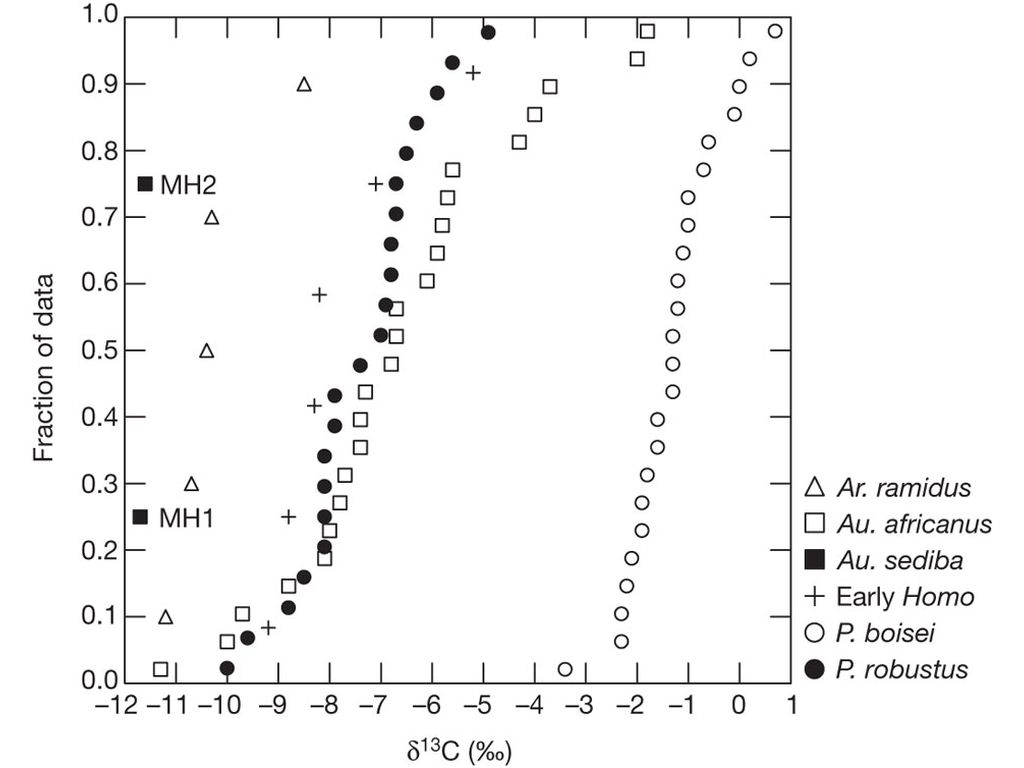 1.0
0.9
0.8
0.7
0.6
0.5
0.4
0.3
0.2
0.1
0.0
Fraction of data
MH2
MH1
–12 –11 –10 –9 –8 –7 –6 –5 –4 –3 –2 –1 0 1
δ¹³C (‰)
Ar. ramidus
Au. africanus
Au. sediba
Early Homo
P. boisei
P. robustus